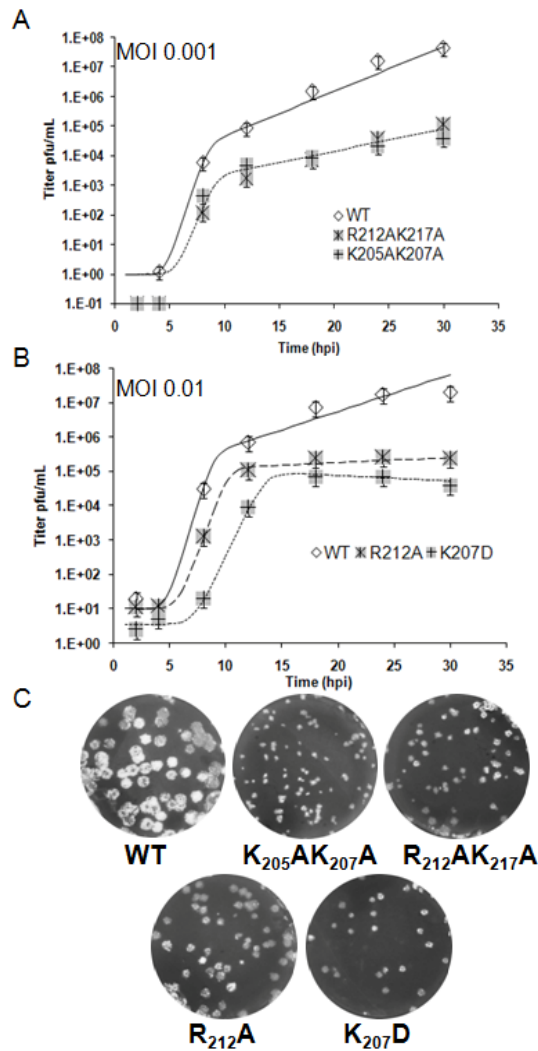 A
MOI 0.001
Titer pfu/mL
1.E+08
1.E+07
1.E+06
1.E+05
1.E+04
1.E+03
1.E+02
1.E+01
1.E+00
1.E-01
WT
R212AK217A
K205AK207A
0 5 10 15 20 25 30 35
Time (hpi)
B
MOI 0.01
Titer pfu/mL
1.E+08
1.E+07
1.E+06
1.E+05
1.E+04
1.E+03
1.E+02
1.E+01
1.E+00
WT R212A K207D
0 5 10 15 20 25 30 35
Time (hpi)
C
WT K₂₀₅AK₂₀₇A R₂₁₂AK₂₁₇A
R₂₁₂A K₂₀₇D